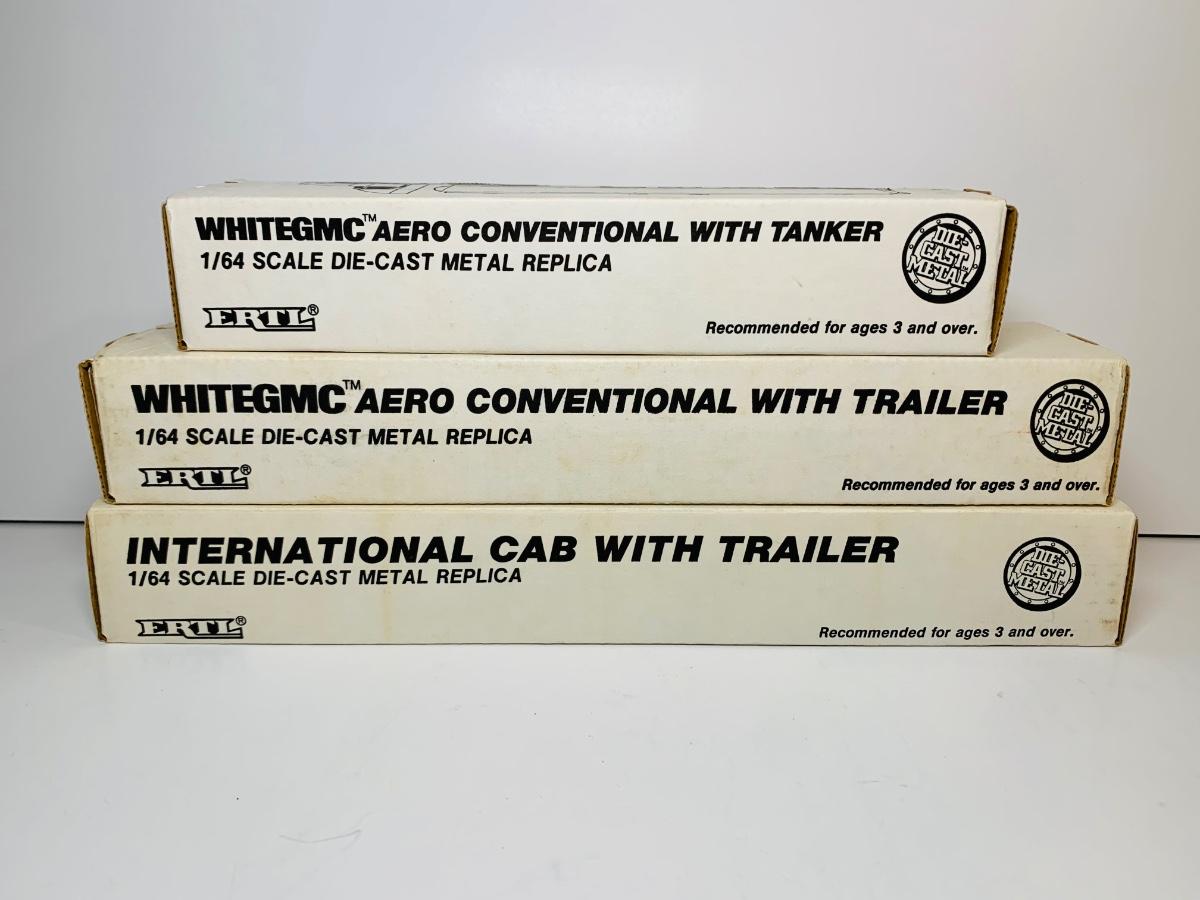 WHITEGMC™ AERO CONVENTIONAL WITH TANKER
1/64 SCALE DIE-CAST METAL REPLICA
DIE-
CAST
METAL
ERTL®
Recommended for ages 3 and over.
WHITEGMC™ AERO CONVENTIONAL WITH TRAILER
1/64 SCALE DIE-CAST METAL REPLICA
DIE-
CAST
METAL
ERTL®
Recommended for ages 3 and over.
INTERNATIONAL CAB WITH TRAILER
1/64 SCALE DIE-CAST METAL REPLICA
DIE-
CAST
METAL
ERTL®
Recommended for ages 3 and over.